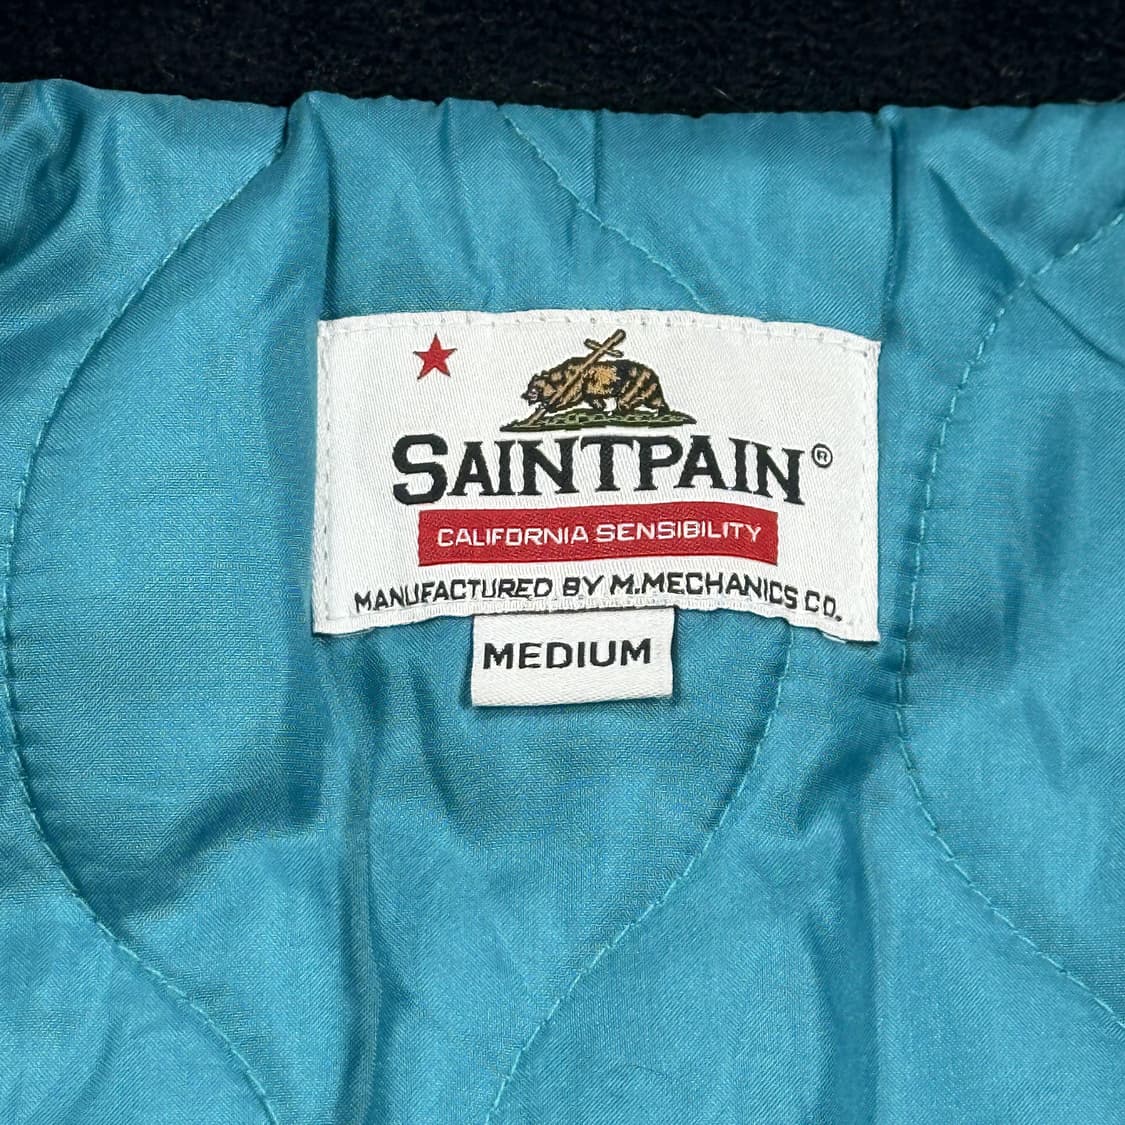 SAINTPAIN®
CALIFORNIA SENSIBILITY
MANUFACTURED BY M.MECHANICS CO.
MEDIUM